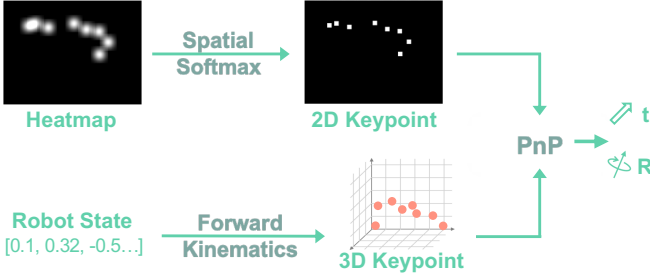 Spatial
Softmax
Heatmap
2D Keypoint
PnP
t
R
Robot State
[0.1, 0.32, -0.5...]
Forward
Kinematics
3D Keypoint